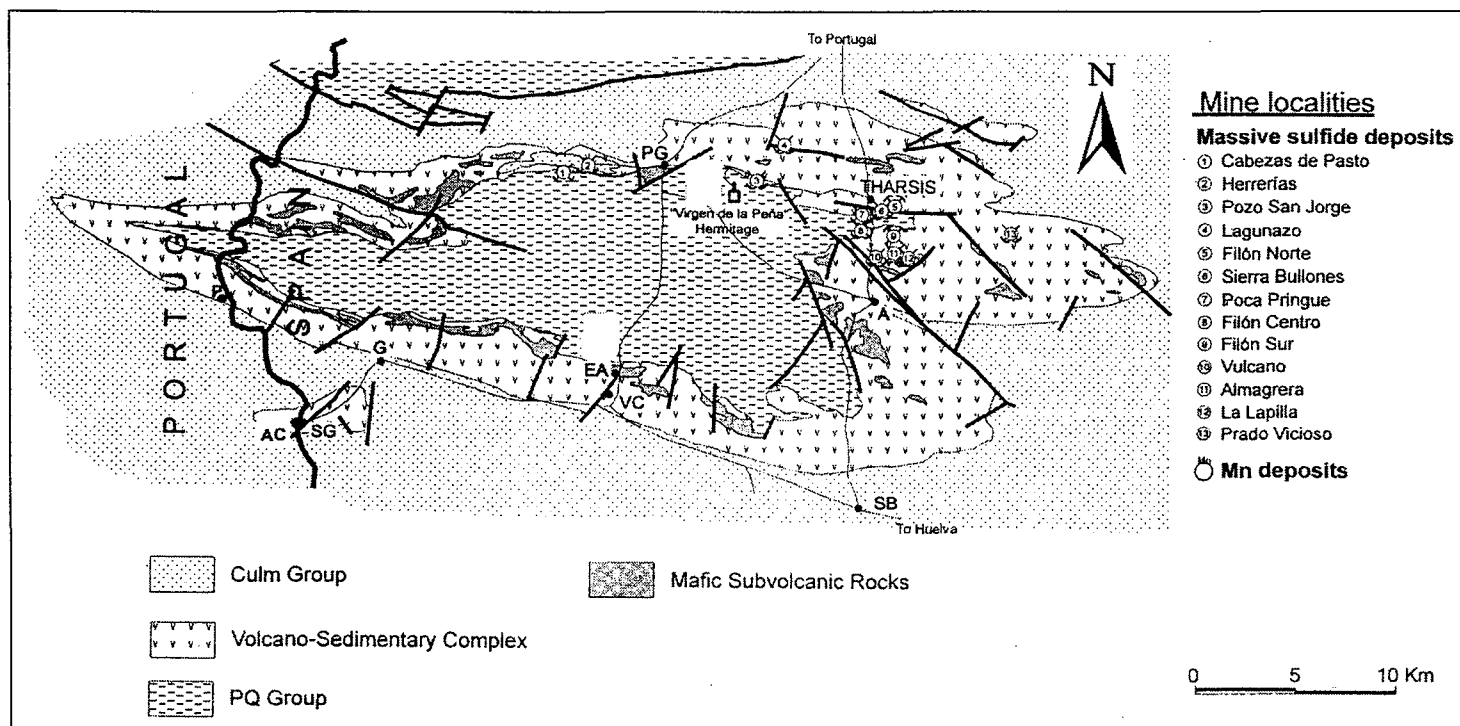 To Portugal
N
PG
THARSIS
"Virgen de la Peña"
Hermitage
PORTUGAL
SPAIN
P
G
A
EA
VC
AC
SG
SB
To Huelva
Mine localities
Massive sulfide deposits
① Cabezas de Pasto
② Herrerías
③ Pozo San Jorge
④ Lagunazo
⑤ Filón Norte
⑥ Sierra Bullones
⑦ Poca Pringue
⑧ Filón Centro
⑨ Filón Sur
⑩ Vulcano
⑪ Almagrera
⑫ La Lapilla
⑬ Prado Vicioso
Mn
Mn deposits
Culm Group
Mafic Subvolcanic Rocks
Volcano-Sedimentary Complex
PQ Group
0 5 10 Km